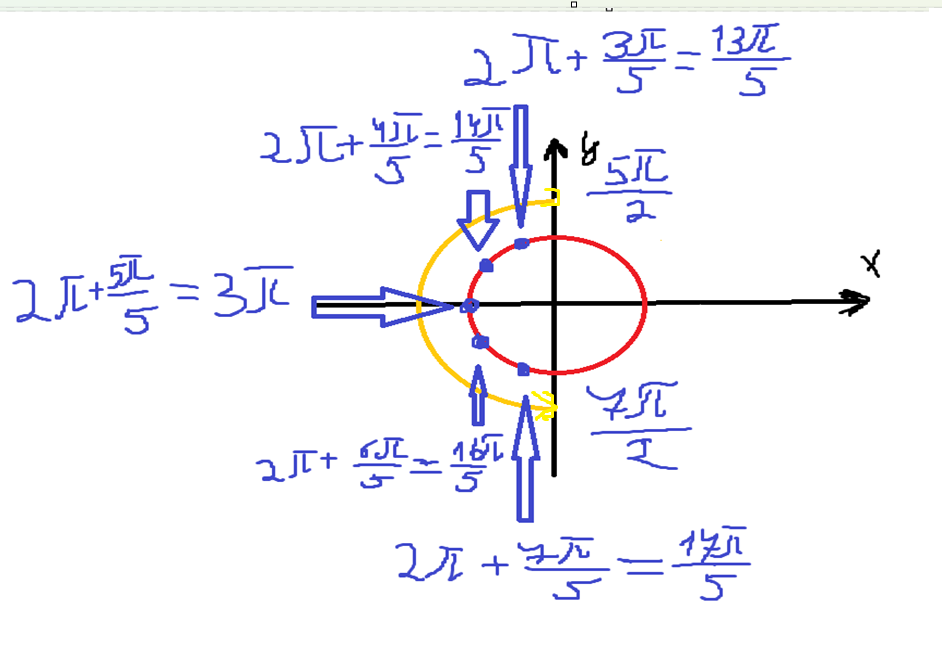 2π + 3π/5 = 13π/5
2π + 4π/5 = 14π/5
y
5π/2
x
2π + 5π/5 = 3π
7π/2
2π + 6π/5 = 16π/5
2π + 7π/5 = 17π/5